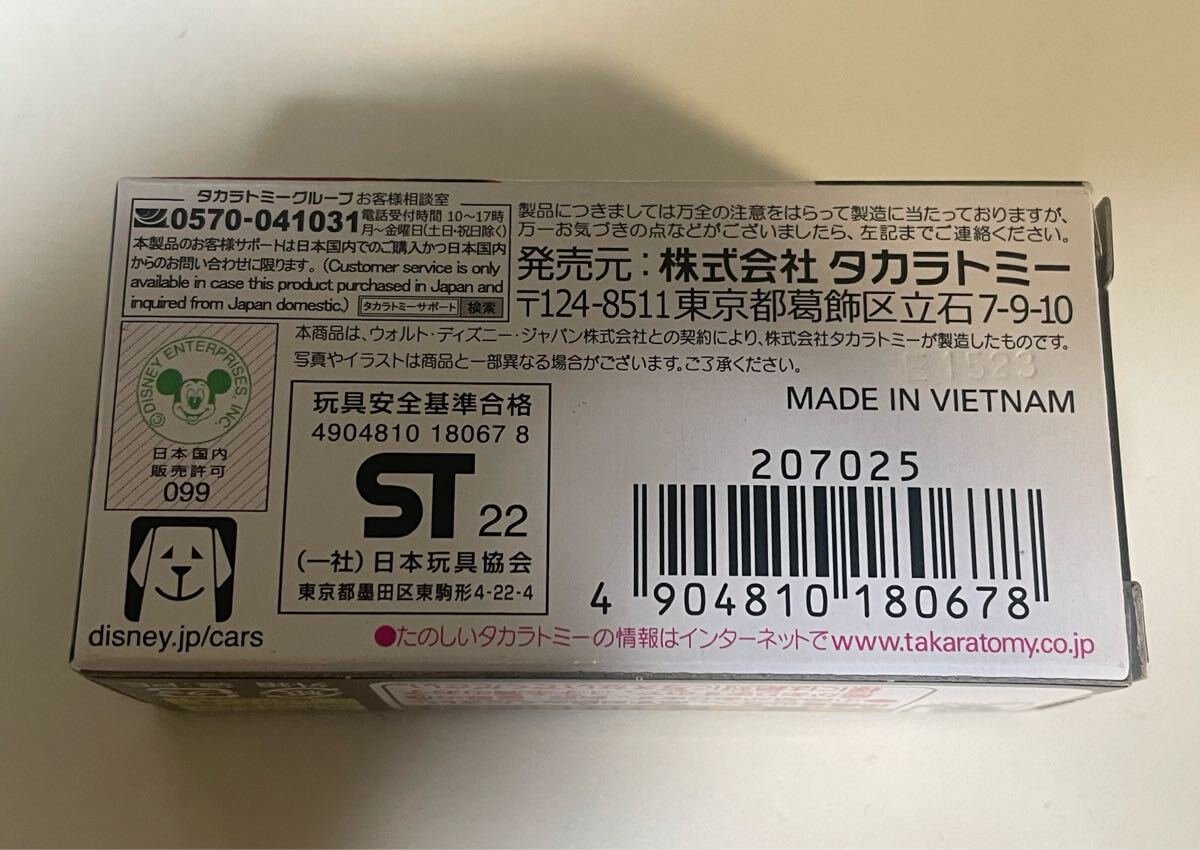 タカラトミーグループ お客様相談室
0570-041031 電話受付時間 10～17時
月～金曜日(土日・祝日除く)
本製品のお客様サポートは日本国内でのご購入かつ日本国内
からのお問い合わせに限ります。(Customer service is only
available in case this product purchased in Japan and
inquired from Japan domestic.) タカラトミーサポート 検索
製品につきましては万全の注意をはらって製造に当たっておりますが、
万一お気づきの点などがございましたら、左記までご連絡ください。
発売元：株式会社 タカラトミー
〒124-8511 東京都葛飾区立石7-9-10
本商品は、ウォルト・ディズニー・ジャパン株式会社との契約により、株式会社タカラトミーが製造したものです。
写真やイラストは商品と一部異なる場合がございます。ご了承ください。
E1523
MADE IN VIETNAM
©DISNEY ENTERPRISES, INC.
日本国内
販売許可
099
disney.jp/cars
玩具安全基準合格
4904810 18067 8
ST 22
(一社)日本玩具協会
東京都墨田区東駒形4-22-4
207025
4 904810 180678
●たのしいタカラトミーの情報はインターネットで www.takaratomy.co.jp